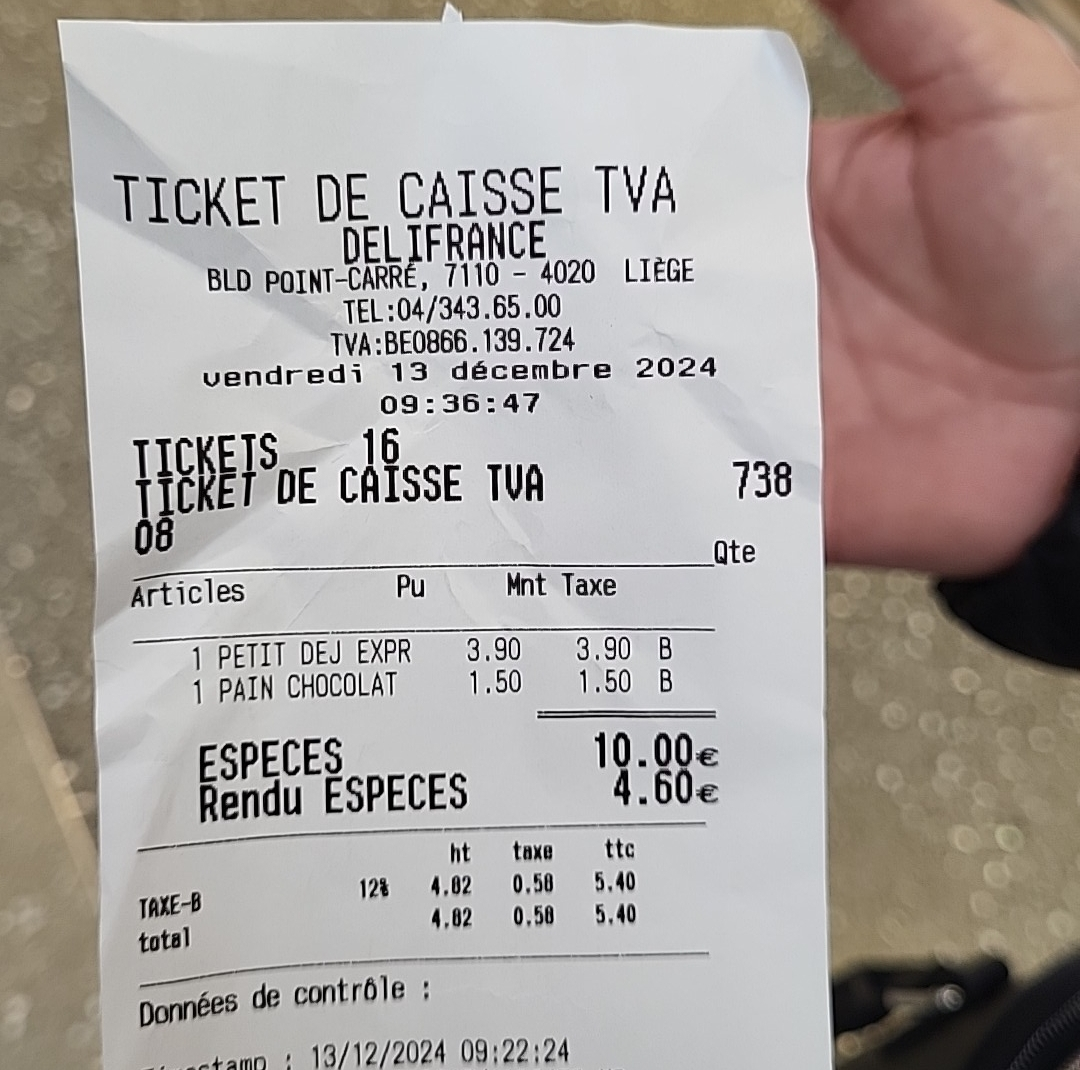 TICKET DE CAISSE TVA
DELIFRANCE
BLD POINT-CARRÉ, 7110 - 4020 LIÈGE
TEL:04/343.65.00
TVA:BE0866.139.724
vendredi 13 décembre 2024
09:36:47
TICKETS 16
TICKET DE CAISSE TVA 738
08
Qte
Articles Pu Mnt Taxe
1 PETIT DEJ EXPR 3.90 3.90 B
1 PAIN CHOCOLAT 1.50 1.50 B
ESPECES 10.00€
Rendu ESPECES 4.60€
ht taxe ttc
TAXE-B 12% 4.82 0.58 5.40
total 4.82 0.58 5.40
Données de contrôle :
: 13/12/2024 09:22:24